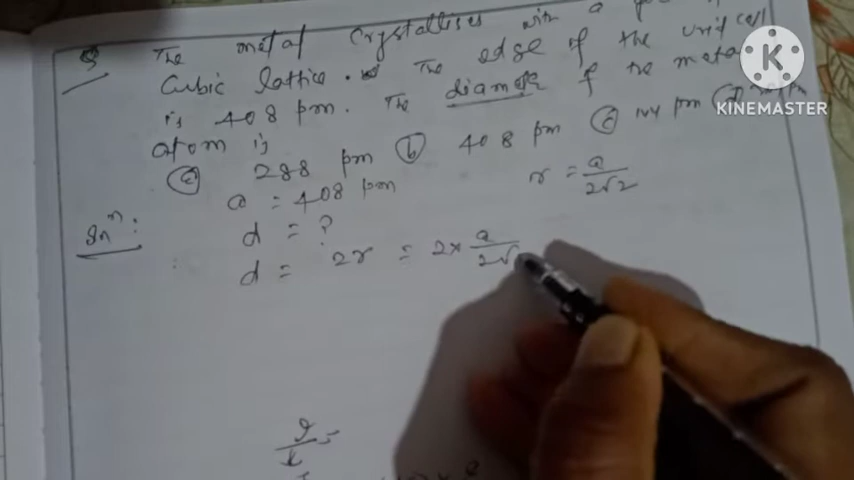 Q The metal crystallises with a
Cubic lattice. The edge of the unit cell
is 408 pm. The diameter of the metal
atom is
(a) 288 pm (b) 408 pm (c) 144 pm (d)
a = 408 pm r = a/2√2
Soln:
d = ?
d = 2r = 2× a/2√
KINEMASTER